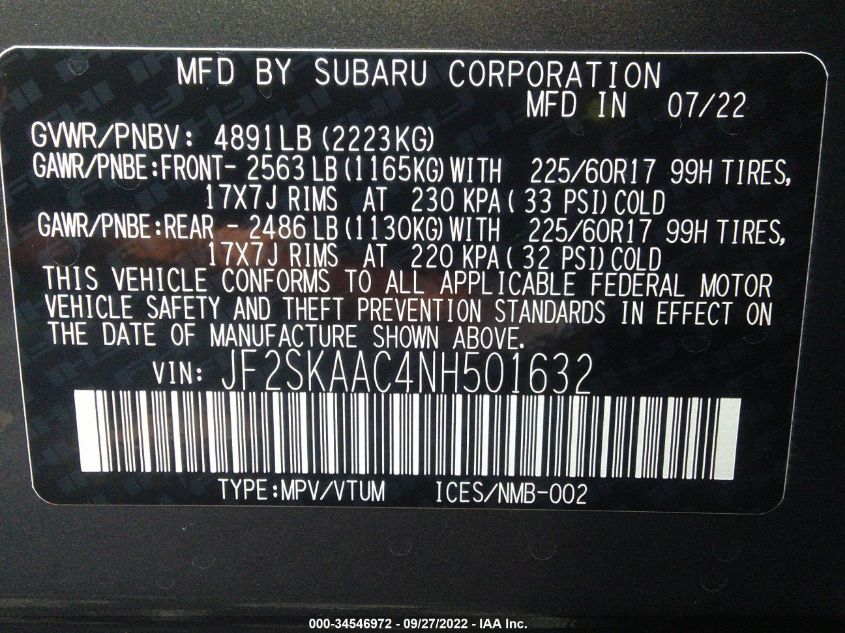 MFD BY SUBARU CORPORATION
MFD IN 07/22
GVWR/PNBV: 4891LB (2223KG)
GAWR/PNBE:FRONT- 2563 LB (1165KG) WITH 225/60R17 99H TIRES,
17X7J RIMS AT 230 KPA( 33 PSI) COLD
GAWR/PNBE:REAR - 2486 LB (1130KG) WITH 225/60R17 99H TIRES,
17X7J RIMS AT 220 KPA (32 PSI) COLD
THIS VEHICLE CONFORMS TO ALL APPLICABLE FEDERAL MOTOR
VEHICLE SAFETY AND THEFT PREVENTION STANDARDS IN EFFECT ON
THE DATE OF MANUFACTURE SHOWN ABOVE.
VIN: JF2SKAAC4NH501632
TYPE:MPV/VTUM ICES/NMB-002
000-34546972 - 09/27/2022 - IAA Inc.